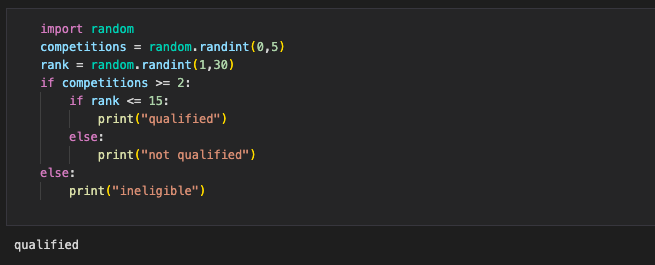 import random
competitions = random.randint(0,5)
rank = random.randint(1,30)
if competitions >= 2:
    if rank <= 15:
        print("qualified")
    else:
        print("not qualified")
else:
    print("ineligible")
qualified